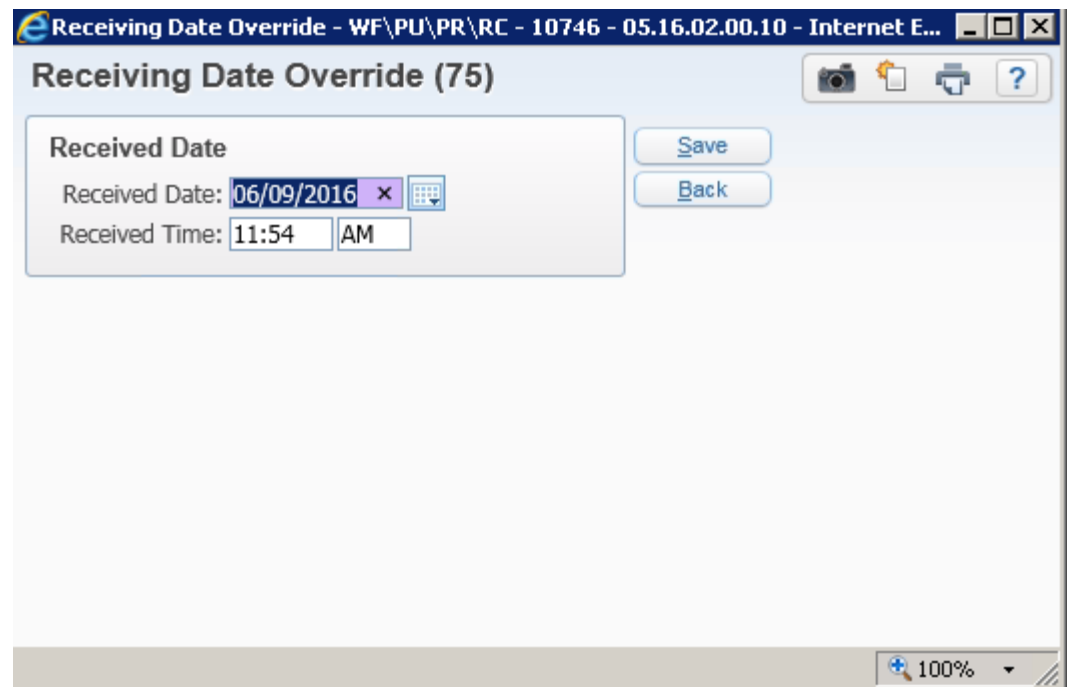 Receiving Date Override - WF\PU\PR\RC - 10746 - 05.16.02.00.10 - Internet E...
Receiving Date Override (75)
?
Received Date
Save
Received Date: 06/09/2016 ×
Back
Received Time: 11:54 AM
100%